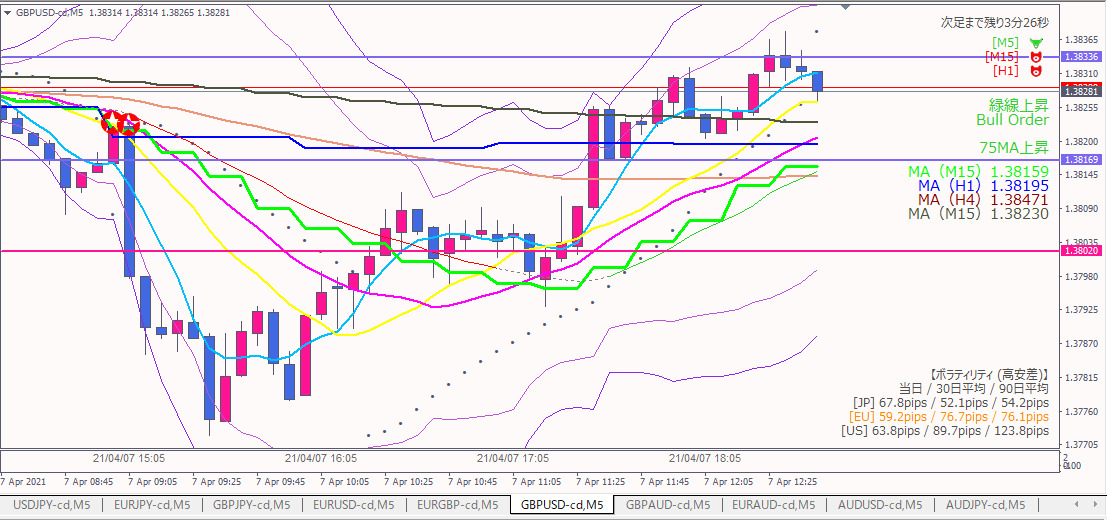 GBPUSD-cd,M5 1.38314 1.38314 1.38265 1.38281
次足まで残り3分26秒
[M5]
[M15]
[H1]
緑線上昇
Bull Order
75MA上昇
MA (M15) 1.38159
MA (H1) 1.38195
MA (H4) 1.38471
MA (M15) 1.38230
【ボラティリティ(高安差)】
当日 / 30日平均 / 90日平均
[JP] 67.8pips / 52.1pips / 54.2pips
[EU] 59.2pips / 76.7pips / 76.1pips
[US] 63.8pips / 89.7pips / 123.8pips
1.38365
1.38336
1.38310
1.38281
1.38255
1.38169
1.38145
1.38090
1.38035
1.38020
1.37980
1.37925
1.37870
1.37815
1.37760
1.37705
21/04/07 15:05 21/04/07 16:05 21/04/07 17:05 21/04/07 18:05
7 Apr 2021 7 Apr 08:45 7 Apr 09:05 7 Apr 09:25 7 Apr 09:45 7 Apr 10:05 7 Apr 10:25 7 Apr 10:45 7 Apr 11:05 7 Apr 11:25 7 Apr 11:45 7 Apr 12:05 7 Apr 12:25
USDJPY-cd,M5 EURJPY-cd,M5 GBPJPY-cd,M5 EURUSD-cd,M5 EURGBP-cd,M5 GBPUSD-cd,M5 GBPAUD-cd,M5 EURAUD-cd,M5 AUDUSD-cd,M5 AUDJPY-cd,M5